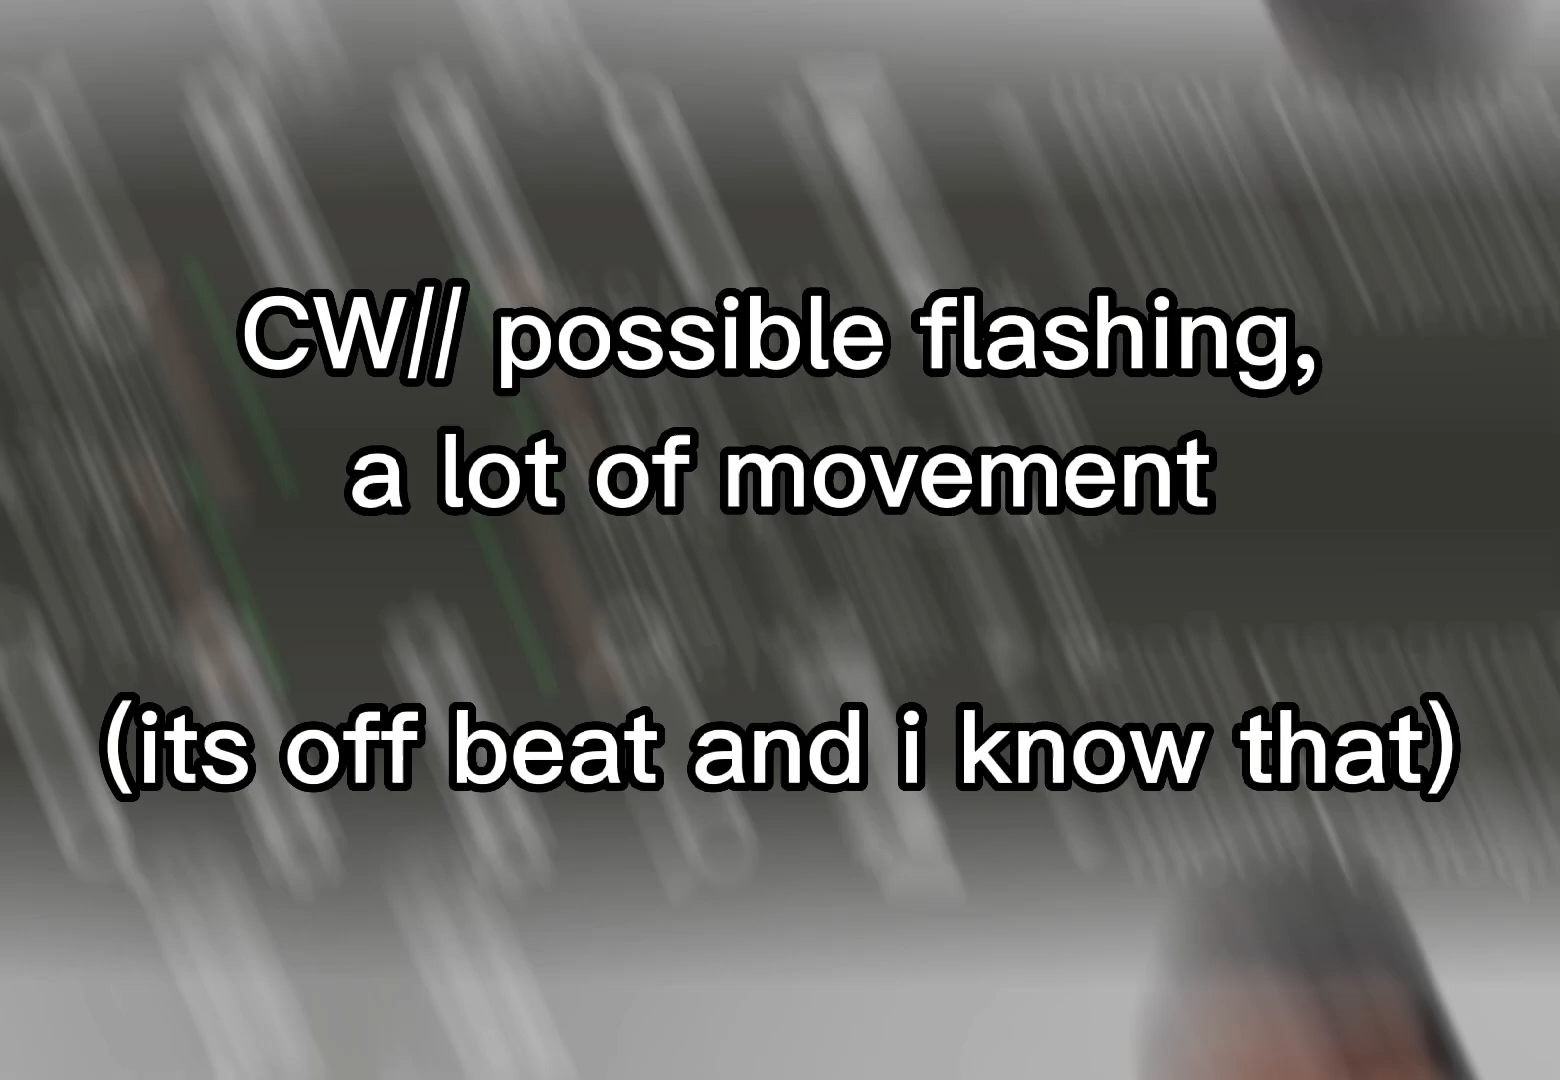 CW// possible flashing,
a lot of movement
(its off beat and i know that)